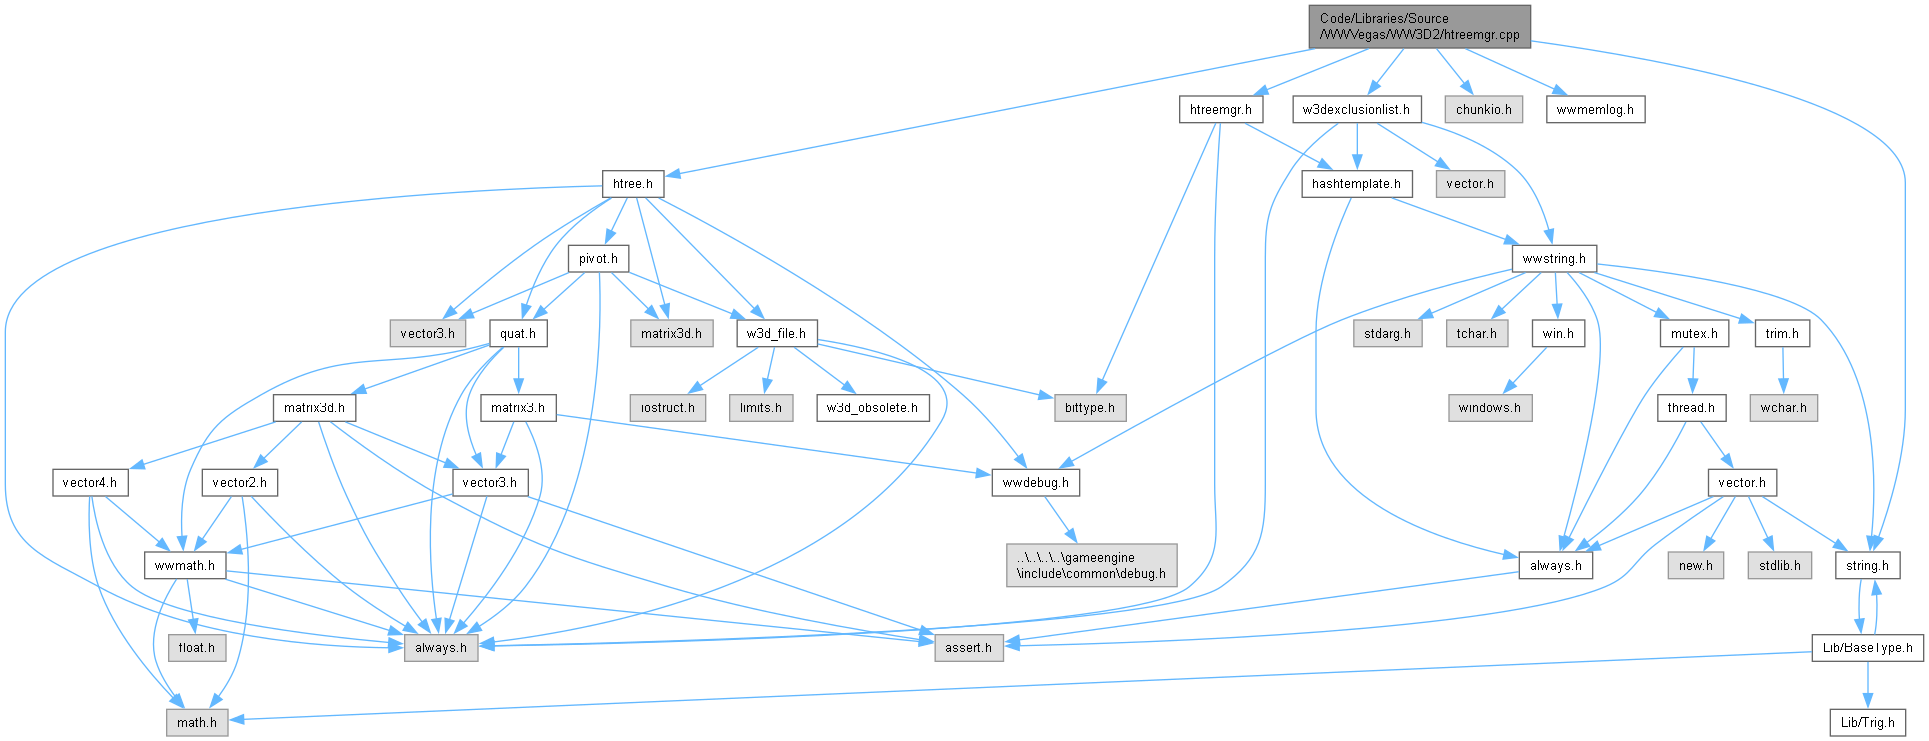 Code/Libraries/Source
/WWVegas/WW3D2/htreemgr.cpp
htreemgr.h
w3dexclusionlist.h
chunkio.h
wwmemlog.h
htree.h
hashtemplate.h
vector.h
pivot.h
wwstring.h
vector3.h
quat.h
matrix3d.h
w3d_file.h
stdarg.h
tchar.h
win.h
mutex.h
trim.h
matrix3d.h
matrix3.h
iostruct.h
limits.h
w3d_obsolete.h
bittype.h
windows.h
thread.h
wchar.h
vector4.h
vector2.h
vector3.h
wwdebug.h
vector.h
wwmath.h
..\..\..\..\gameengine
\include\common\debug.h
always.h
new.h
stdlib.h
string.h
float.h
always.h
assert.h
Lib/BaseType.h
math.h
Lib/Trig.h